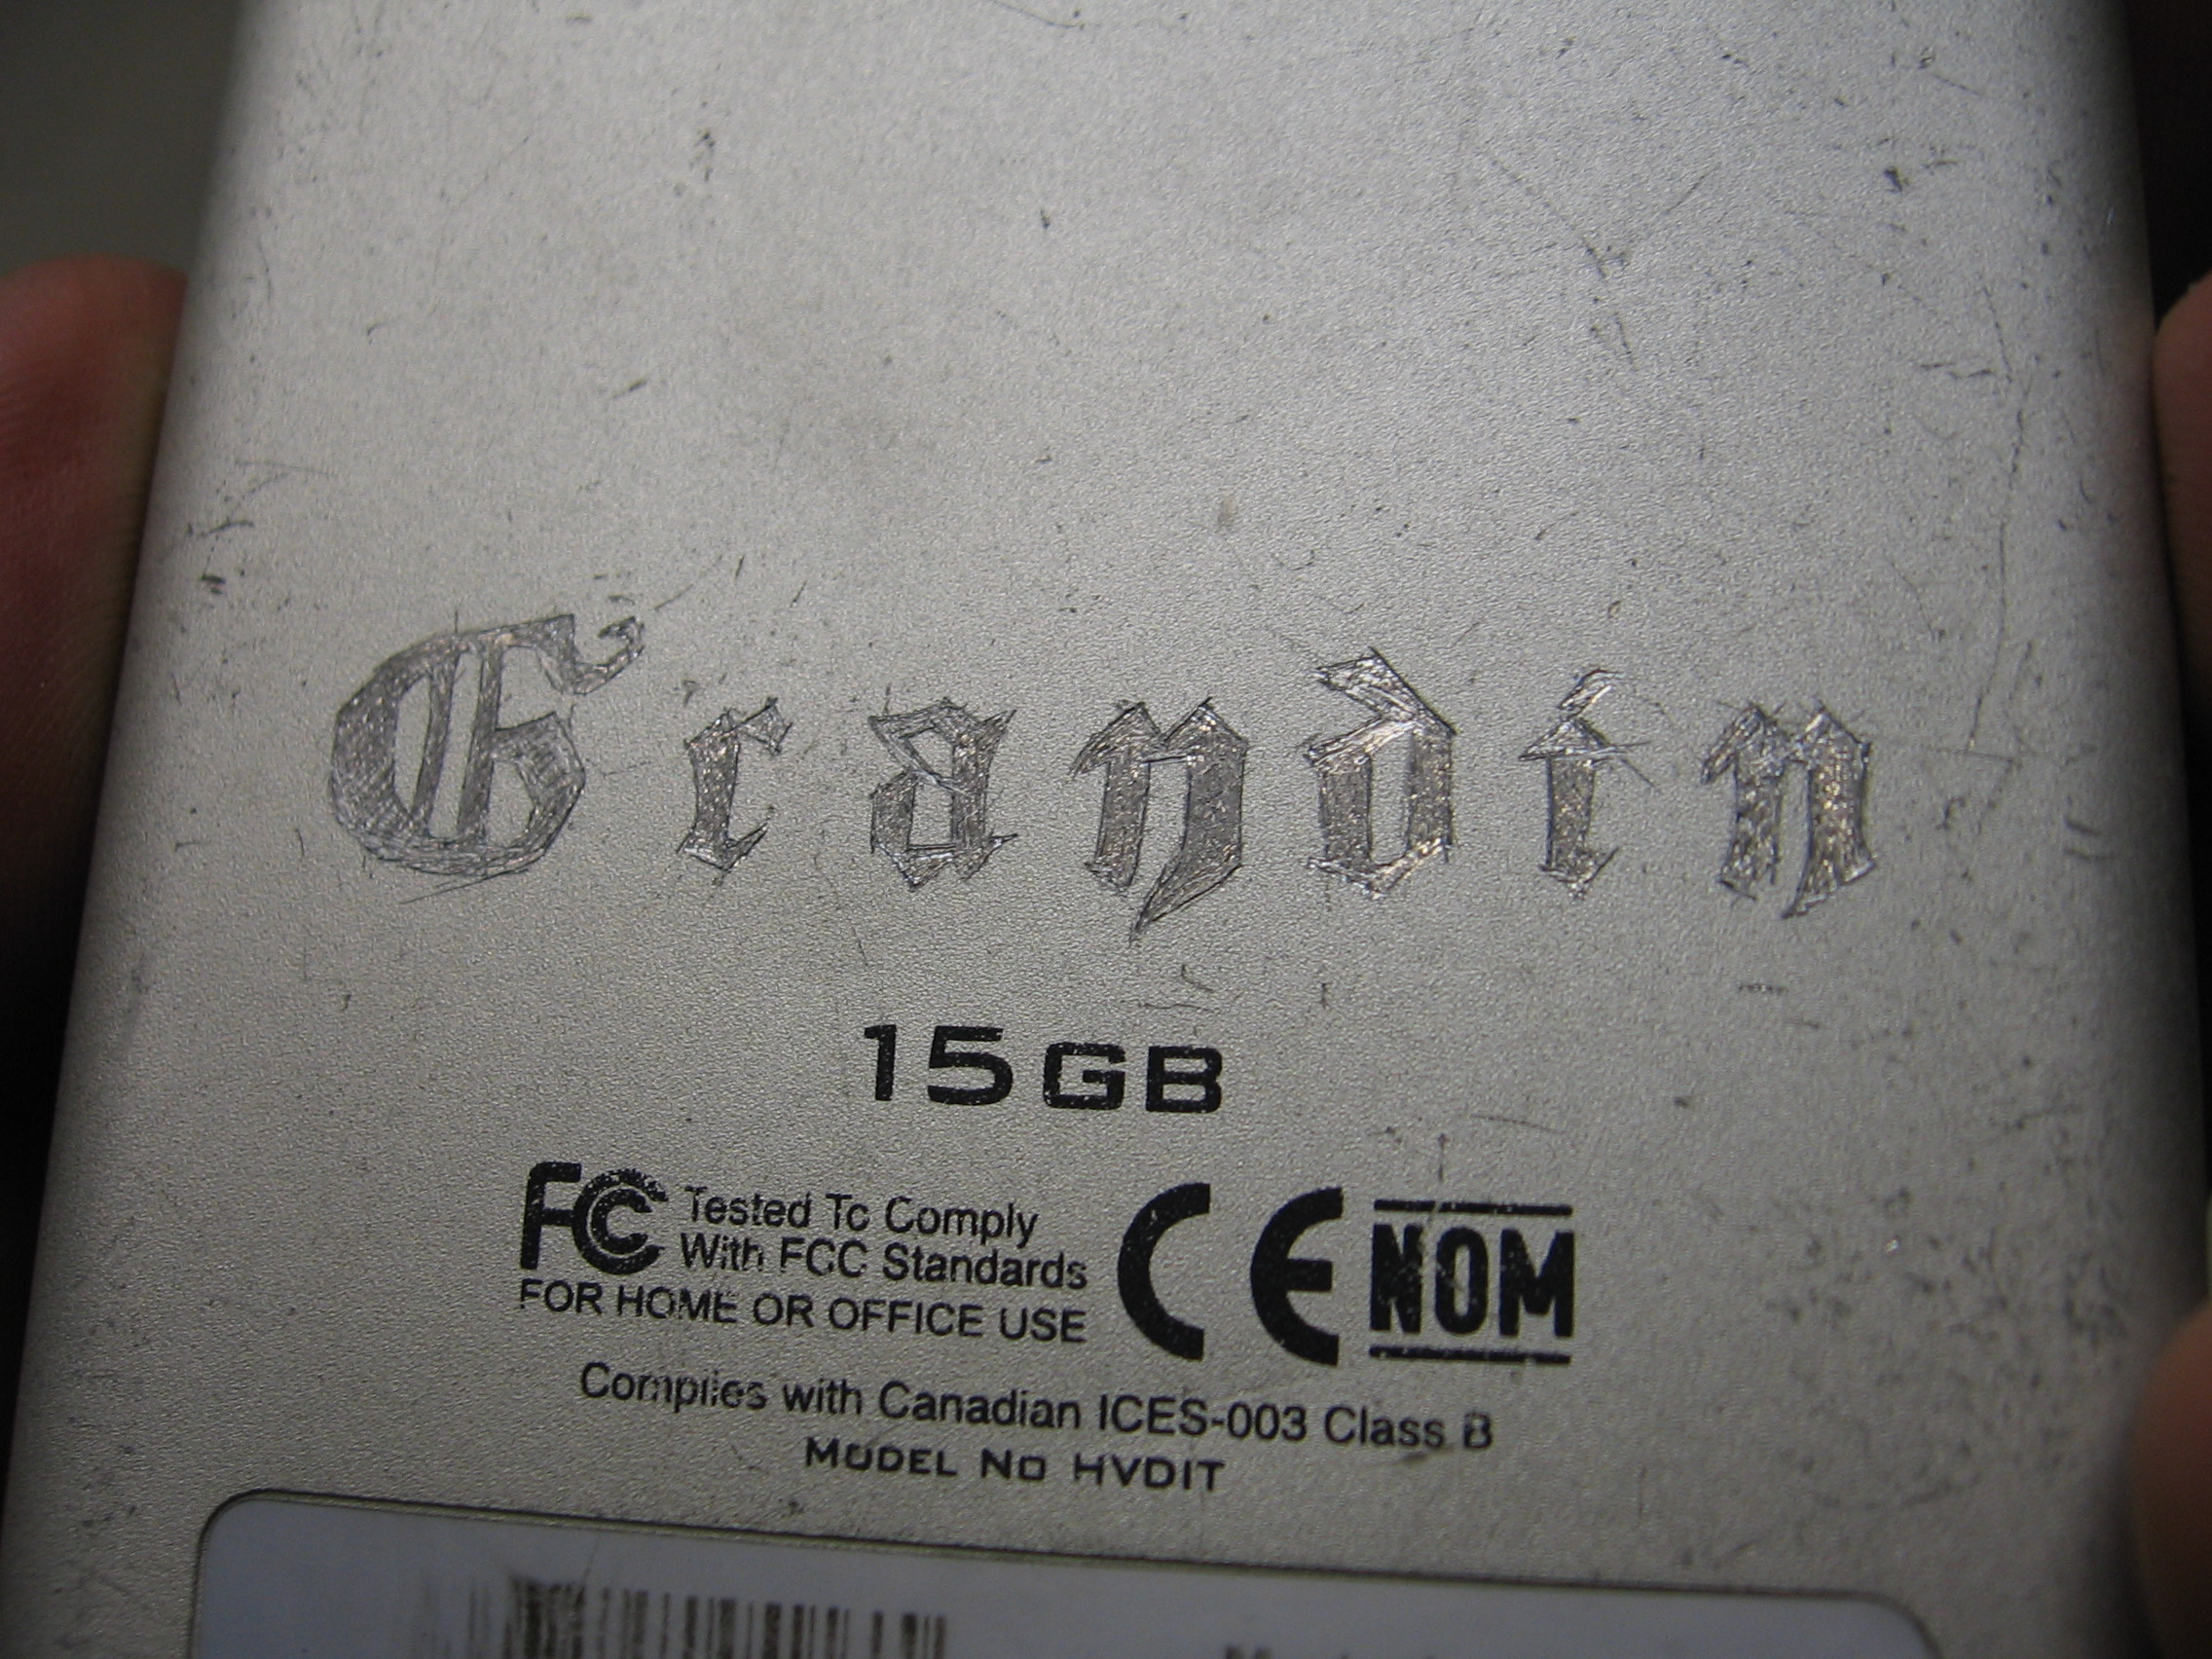 Grandin
15GB
FC Tested To Comply
With FCC Standards
FOR HOME OR OFFICE USE
CE NOM
Complies with Canadian ICES-003 Class B
MODEL NO HVDIT